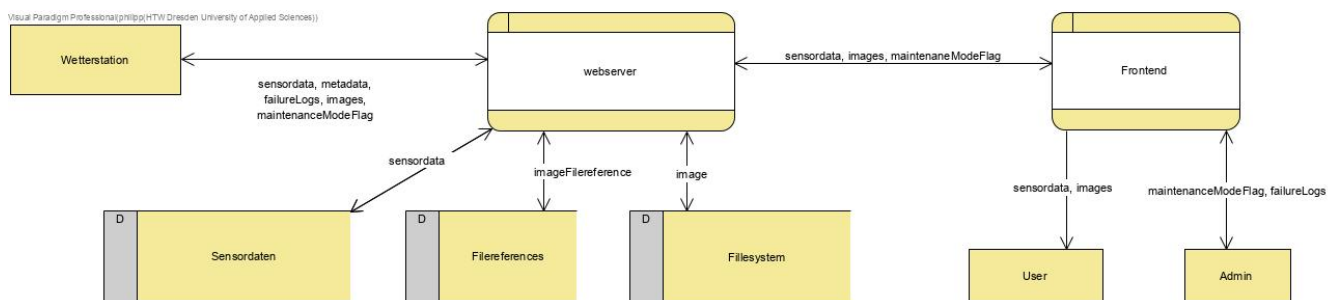 Visual Paradigm Professional(philipp(HTW Dresden University of Applied Sciences))
Wetterstation
webserver
Frontend
sensordata, images, maintenaneModeFlag
sensordata, metadata,
failureLogs, images,
maintenanceModeFlag
sensordata
imageFilereference
image
sensordata, images
maintenanceModeFlag, failureLogs
D
Sensordaten
D
Filereferences
D
Fillesystem
User
Admin